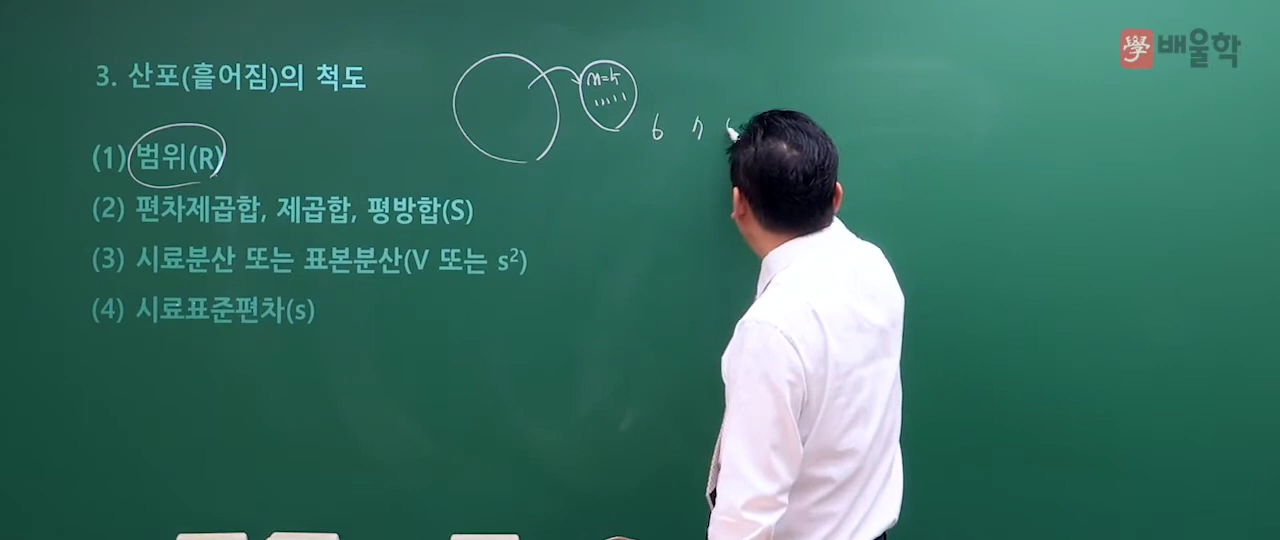 學 배울학
3. 산포(흩어짐)의 척도
n=5
6 7
(1) 범위(R)
(2) 편차제곱합, 제곱합, 평방합(S)
(3) 시료분산 또는 표본분산(V 또는 s²)
(4) 시료표준편차(s)